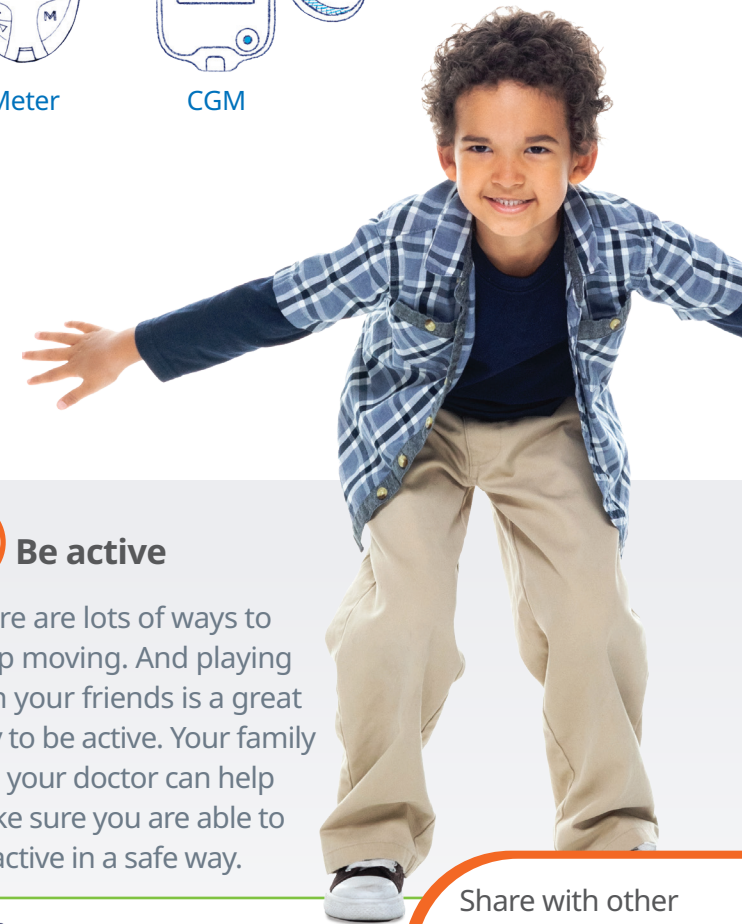 Meter
CGM
M
Be active
re are lots of ways to
p moving. And playing
n your friends is a great
y to be active. Your family
your doctor can help
ke sure you are able to
active in a safe way.
Share with other